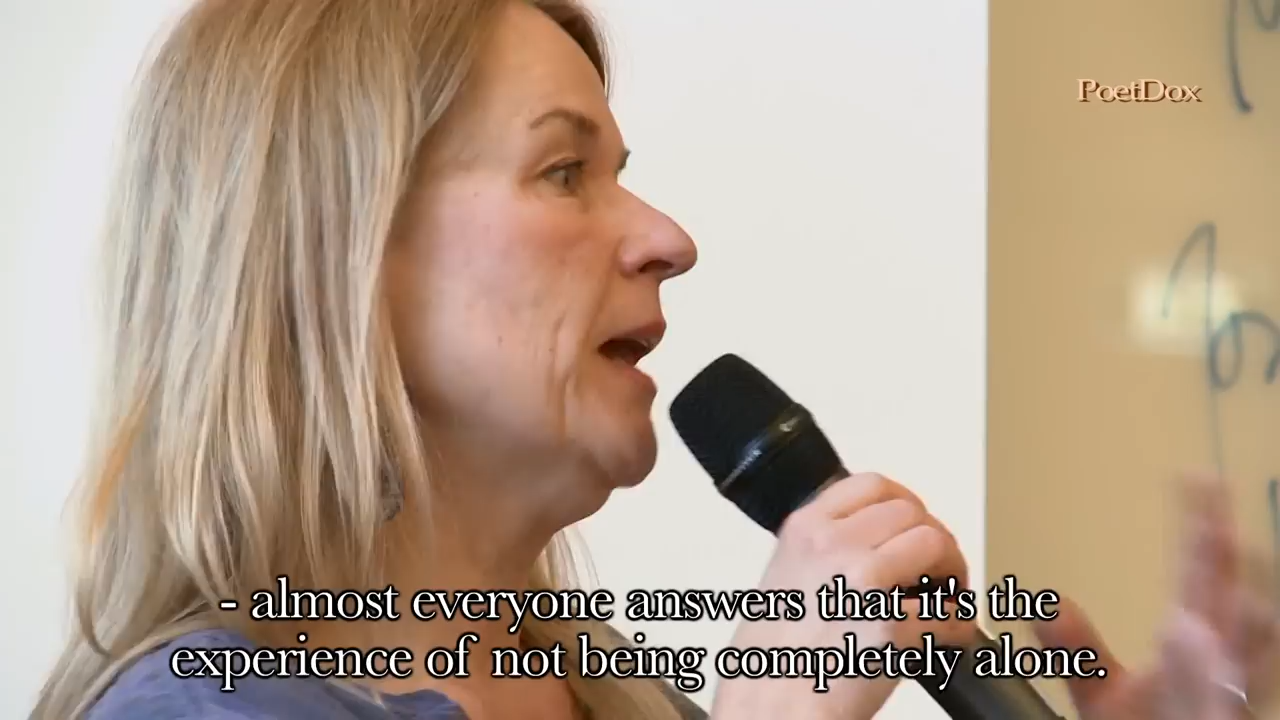 PoetDox
- almost everyone answers that it's the
experience of not being completely alone.